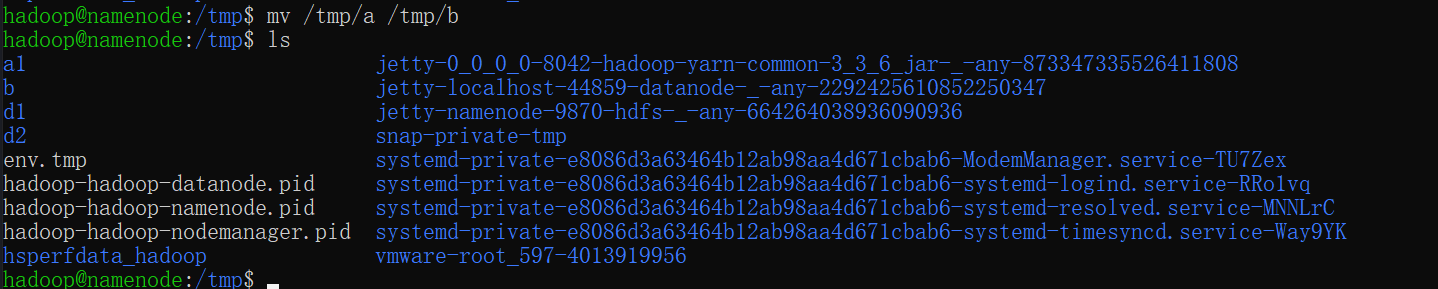 hadoop@namenode:/tmp$ mv /tmp/a /tmp/b
hadoop@namenode:/tmp$ ls
a1 jetty-0_0_0_0-8042-hadoop-yarn-common-3_3_6_jar-_-any-8733473355264​11808
b jetty-localhost-44859-datanode-_-any-2292425610852250347
d1 jetty-namenode-9870-hdfs-_-any-6642640389360909​36
d2 snap-private-tmp
env.tmp systemd-private-e8086d3a63464b12ab98aa4d671cbab6-ModemManager.service-TU7Zex
hadoop-hadoop-datanode.pid systemd-private-e8086d3a63464b12ab98aa4d671cbab6-systemd-logind.service-RRo1vq
hadoop-hadoop-namenode.pid systemd-private-e8086d3a63464b12ab98aa4d671cbab6-systemd-resolved.service-MNNLrC
hadoop-hadoop-nodemanager.pid systemd-private-e8086d3a63464b12ab98aa4d671cbab6-systemd-timesyncd.service-Way9YK
hsperfdata_hadoop vmware-root_597-4013919956
hadoop@namenode:/tmp$